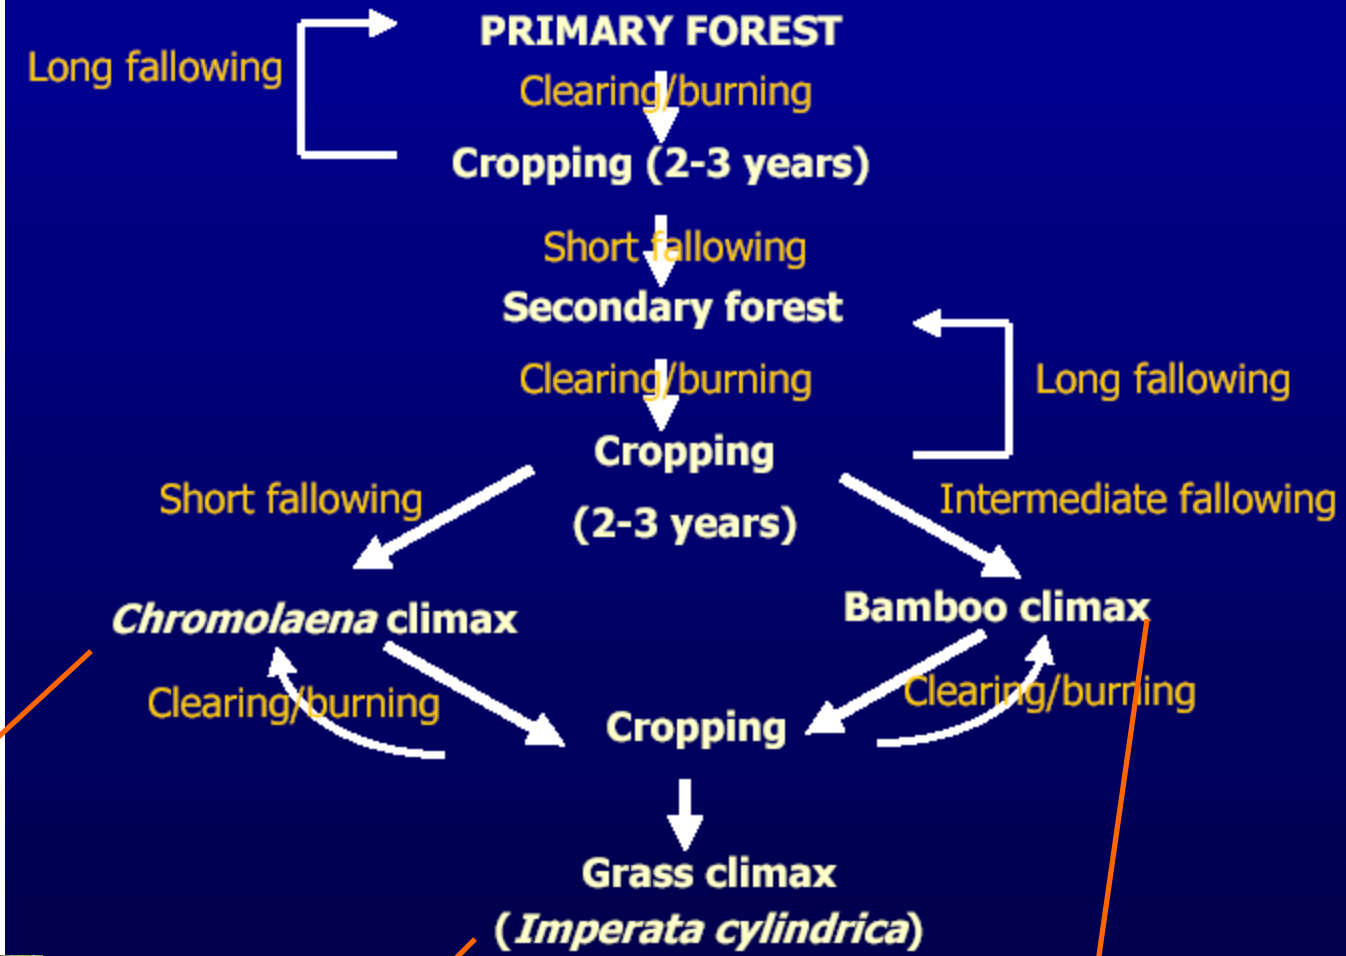 PRIMARY FOREST
Long fallowing
Clearing/burning
Cropping (2-3 years)
Short fallowing
Secondary forest
Clearing/burning
Long fallowing
Cropping
Short fallowing
Intermediate fallowing
(2-3 years)
Chromolaena climax
Bamboo climax
Clearing/burning
Clearing/burning
Cropping
Grass climax
(Imperata cylindrica)